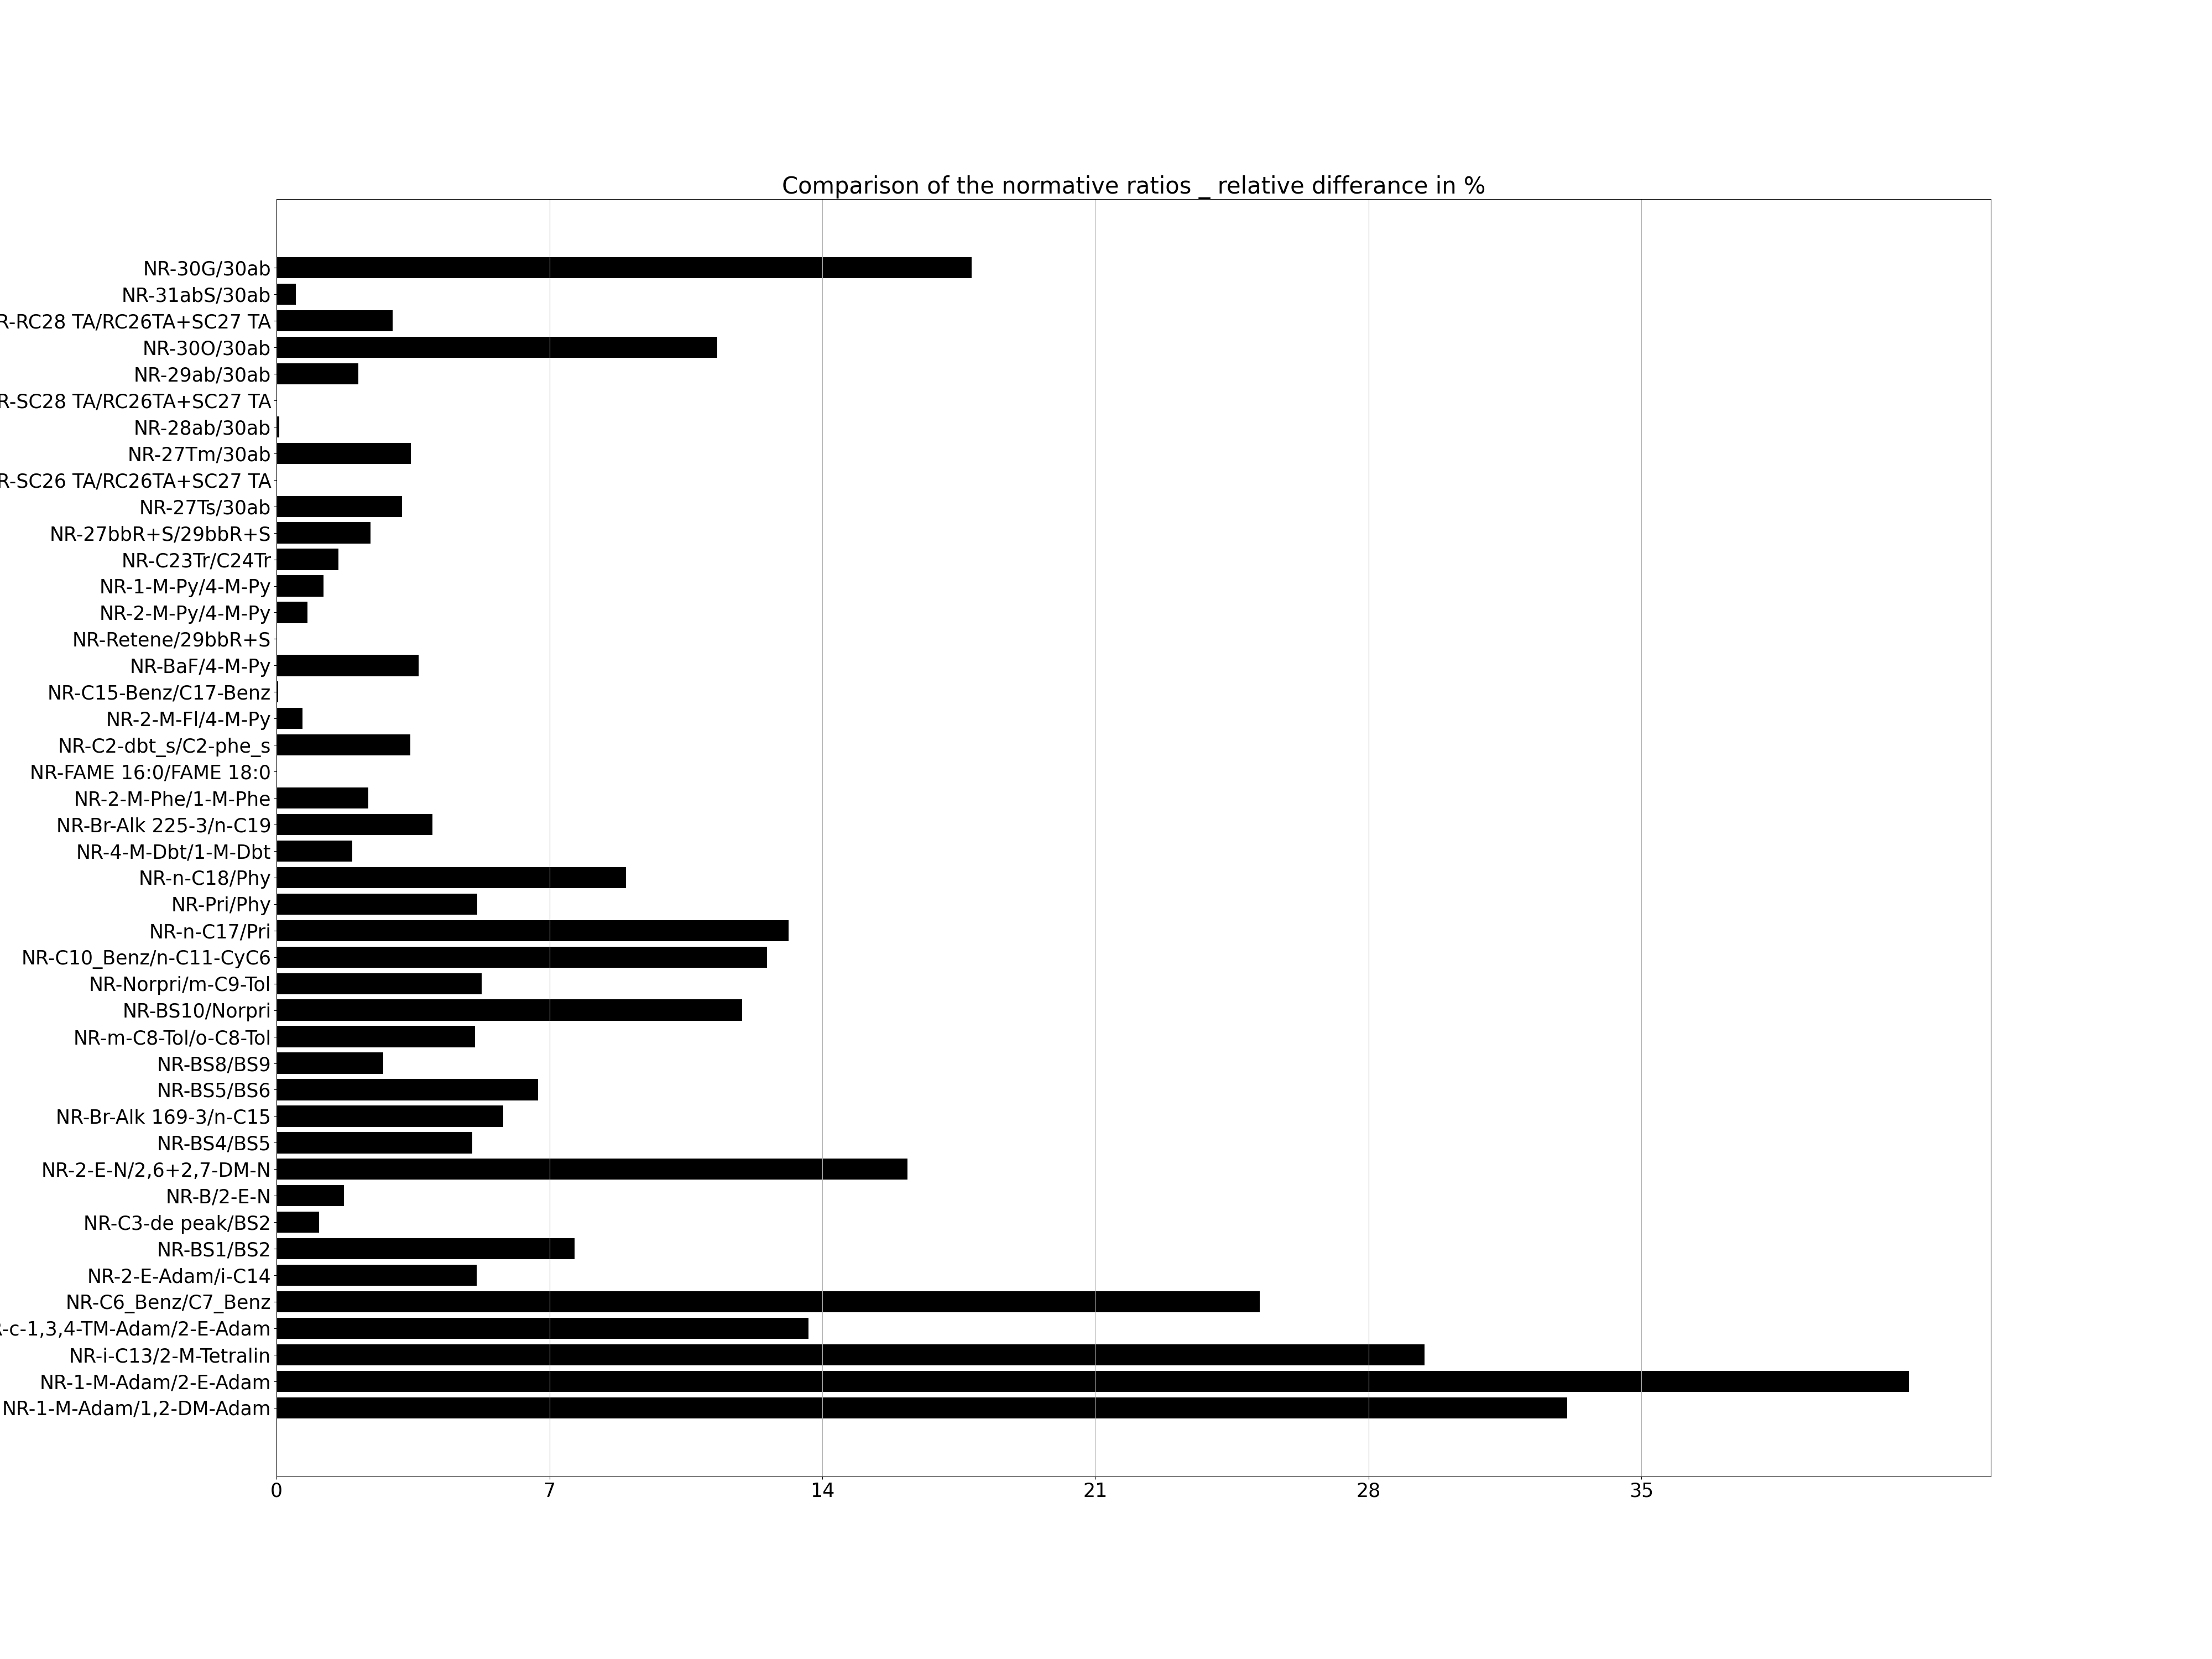 Comparison of the normative ratios _ relative differance in %
NR-30G/30ab
NR-31abS/30ab
R-RC28 TA/RC26TA+SC27 TA
NR-30O/30ab
NR-29ab/30ab
R-SC28 TA/RC26TA+SC27 TA
NR-28ab/30ab
NR-27Tm/30ab
R-SC26 TA/RC26TA+SC27 TA
NR-27Ts/30ab
NR-27bbR+S/29bbR+S
NR-C23Tr/C24Tr
NR-1-M-Py/4-M-Py
NR-2-M-Py/4-M-Py
NR-Retene/29bbR+S
NR-BaF/4-M-Py
NR-C15-Benz/C17-Benz
NR-2-M-Fl/4-M-Py
NR-C2-dbt_s/C2-phe_s
NR-FAME 16:0/FAME 18:0
NR-2-M-Phe/1-M-Phe
NR-Br-Alk 225-3/n-C19
NR-4-M-Dbt/1-M-Dbt
NR-n-C18/Phy
NR-Pri/Phy
NR-n-C17/Pri
NR-C10_Benz/n-C11-CyC6
NR-Norpri/m-C9-Tol
NR-BS10/Norpri
NR-m-C8-Tol/o-C8-Tol
NR-BS8/BS9
NR-BS5/BS6
NR-Br-Alk 169-3/n-C15
NR-BS4/BS5
NR-2-E-N/2,6+2,7-DM-N
NR-B/2-E-N
NR-C3-de peak/BS2
NR-BS1/BS2
NR-2-E-Adam/i-C14
NR-C6_Benz/C7_Benz
-c-1,3,4-TM-Adam/2-E-Adam
NR-i-C13/2-M-Tetralin
NR-1-M-Adam/2-E-Adam
NR-1-M-Adam/1,2-DM-Adam
0 7 14 21 28 35